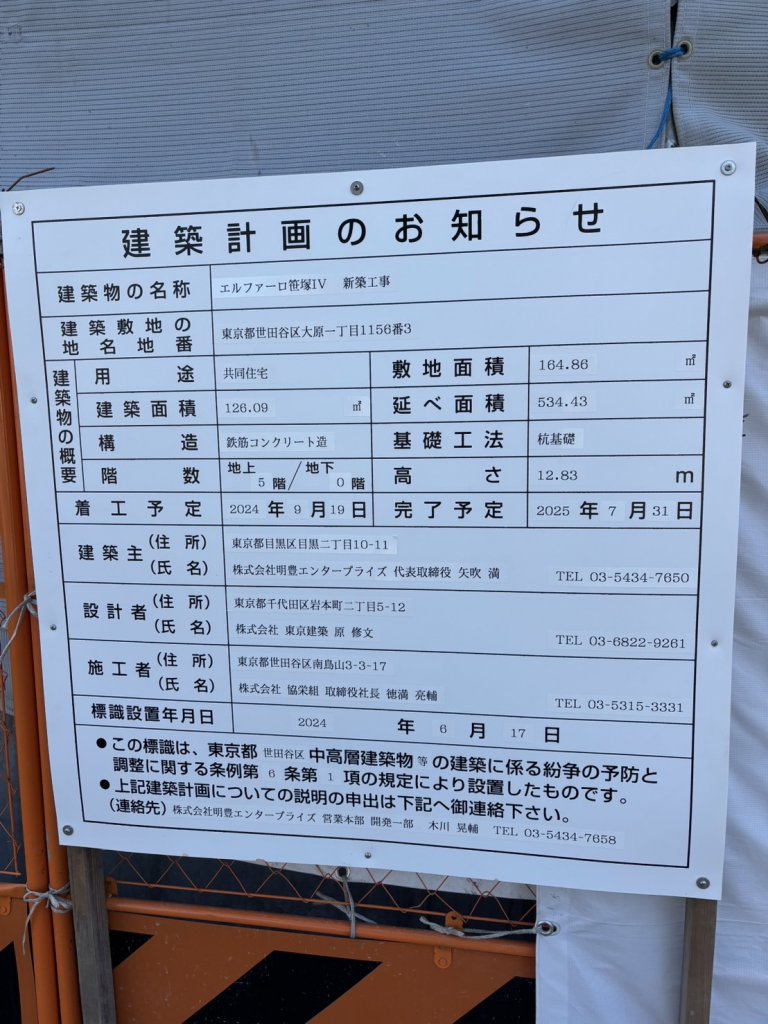 建築計画のお知らせ
建築物の名称 エルファーロ笹塚IV 新築工事
建築敷地の地名地番 東京都世田谷区大原一丁目1156番3
建築物の概要
用途 共同住宅 敷地面積 164.86 ㎡
建築面積 126.09 ㎡ 延べ面積 534.43 ㎡
構造 鉄筋コンクリート造 基礎工法 杭基礎
階数 地上 5 階 / 地下 0 階 高さ 12.83 m
着工予定 2024 年 9 月 19 日 完了予定 2025 年 7 月 31 日
建築主 (住所) 東京都目黒区目黒二丁目10-11
(氏名) 株式会社明豊エンタープライズ 代表取締役 矢吹 満 TEL 03-5434-7650
設計者 (住所) 東京都千代田区岩本町二丁目5-12
(氏名) 株式会社 東京建築 原 修文 TEL 03-6822-9261
施工者 (住所) 東京都世田谷区南烏山3-3-17
(氏名) 株式会社 協栄組 取締役社長 徳満 亮輔 TEL 03-5315-3331
標識設置年月日 2024 年 6 月 17 日
●この標識は、東京都 世田谷区 中高層建築物 等 の建築に係る紛争の予防と
調整に関する条例第 6 条第 1 項の規定により設置したものです。
●上記建築計画についての説明の申出は下記へ御連絡下さい。
(連絡先) 株式会社明豊エンタープライズ 営業本部 開発一部 木川 晃輔 TEL 03-5434-7658